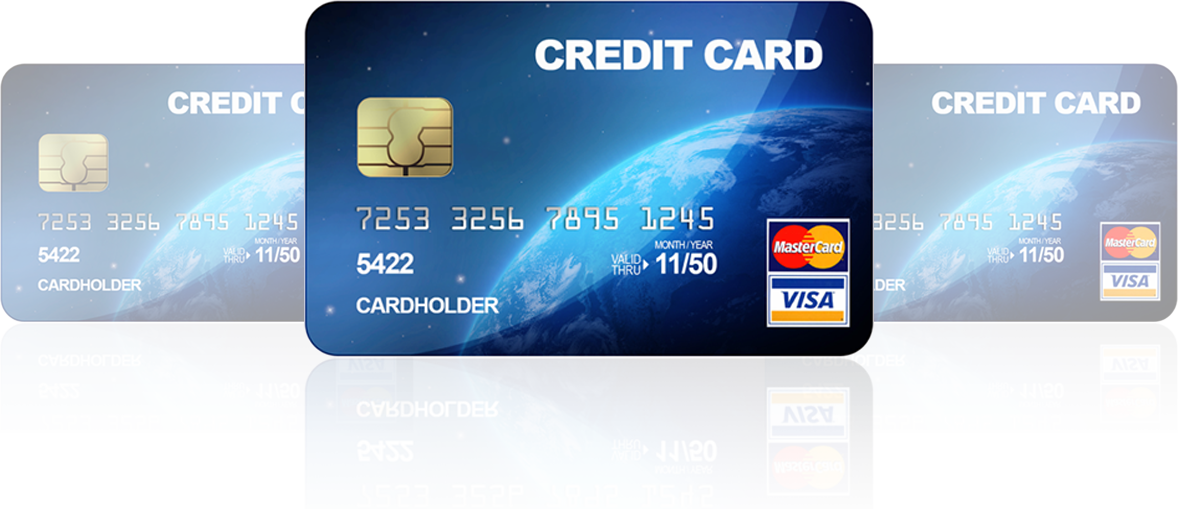 CREDIT CARD
7253 3256 7895 1245
5422
MONTH/YEAR
VALID THRU 11/50
CARDHOLDER
MasterCard
VISA
CREDIT C
7253 3256 7895 1245
5422
MONTH/YEAR
VALID THRU 11/50
CARDHOLDER
CREDIT CARD
3256 7895 1245
MONTH/YEAR
VALID THRU 11/50
DER
MasterCard
VISA